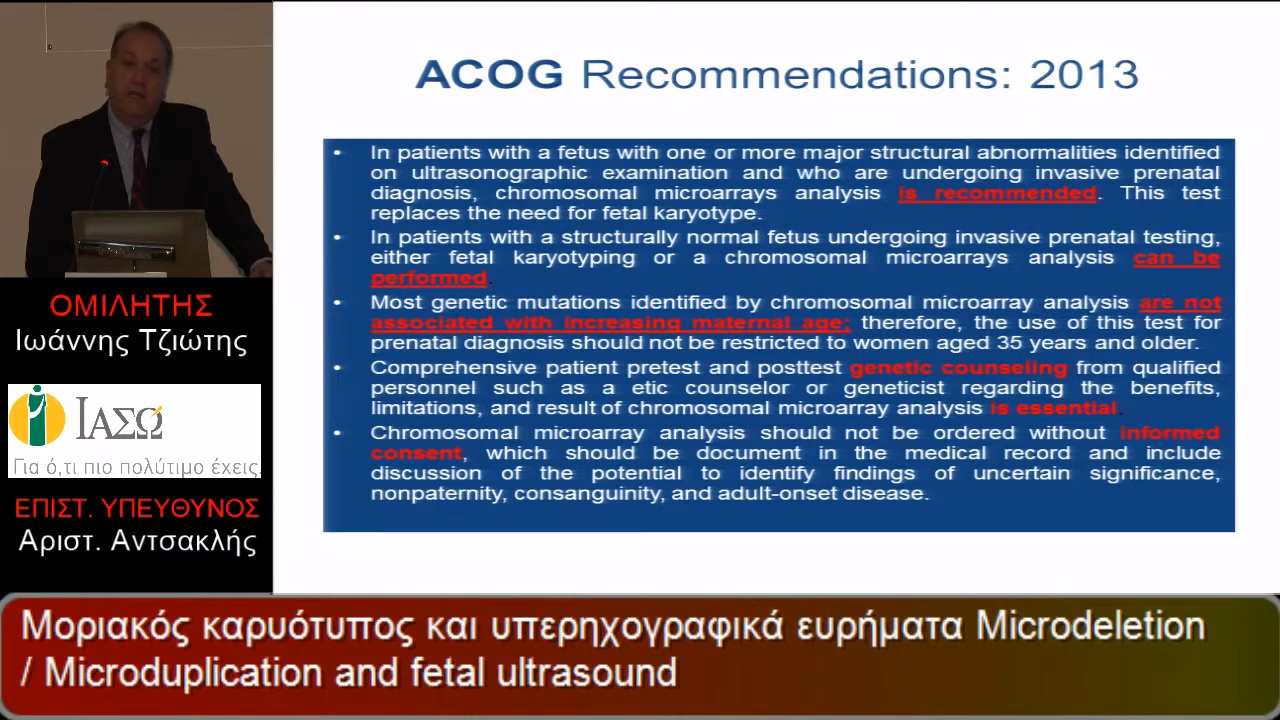 ACOG Recommendations: 2013
• In patients with a fetus with one or more major structural abnormalities identified
on ultrasonographic examination and who are undergoing invasive prenatal
diagnosis, chromosomal microarrays analysis is recommended. This test
replaces the need for fetal karyotype.
• In patients with a structurally normal fetus undergoing invasive prenatal testing,
either fetal karyotyping or a chromosomal microarrays analysis can be
performed.
• Most genetic mutations identified by chromosomal microarray analysis are not
associated with increasing maternal age; therefore, the use of this test for
prenatal diagnosis should not be restricted to women aged 35 years and older.
• Comprehensive patient pretest and posttest genetic counseling from qualified
personnel such as a etic counselor or geneticist regarding the benefits,
limitations, and result of chromosomal microarray analysis is essential.
• Chromosomal microarray analysis should not be ordered without informed
consent, which should be document in the medical record and include
discussion of the potential to identify findings of uncertain significance,
nonpaternity, consanguinity, and adult-onset disease.
ΟΜΙΛΗΤΗΣ
Ιωάννης Τζιώτης
ΙΑΣΩ
Για ό,τι πιο πολύτιμο έχεις.
ΕΠΙΣΤ. ΥΠΕΥΘΥΝΟΣ
Αριστ. Αντσακλής
Μοριακός καρυότυπος και υπερηχογραφικά ευρήματα Microdeletion
/ Microduplication and fetal ultrasound